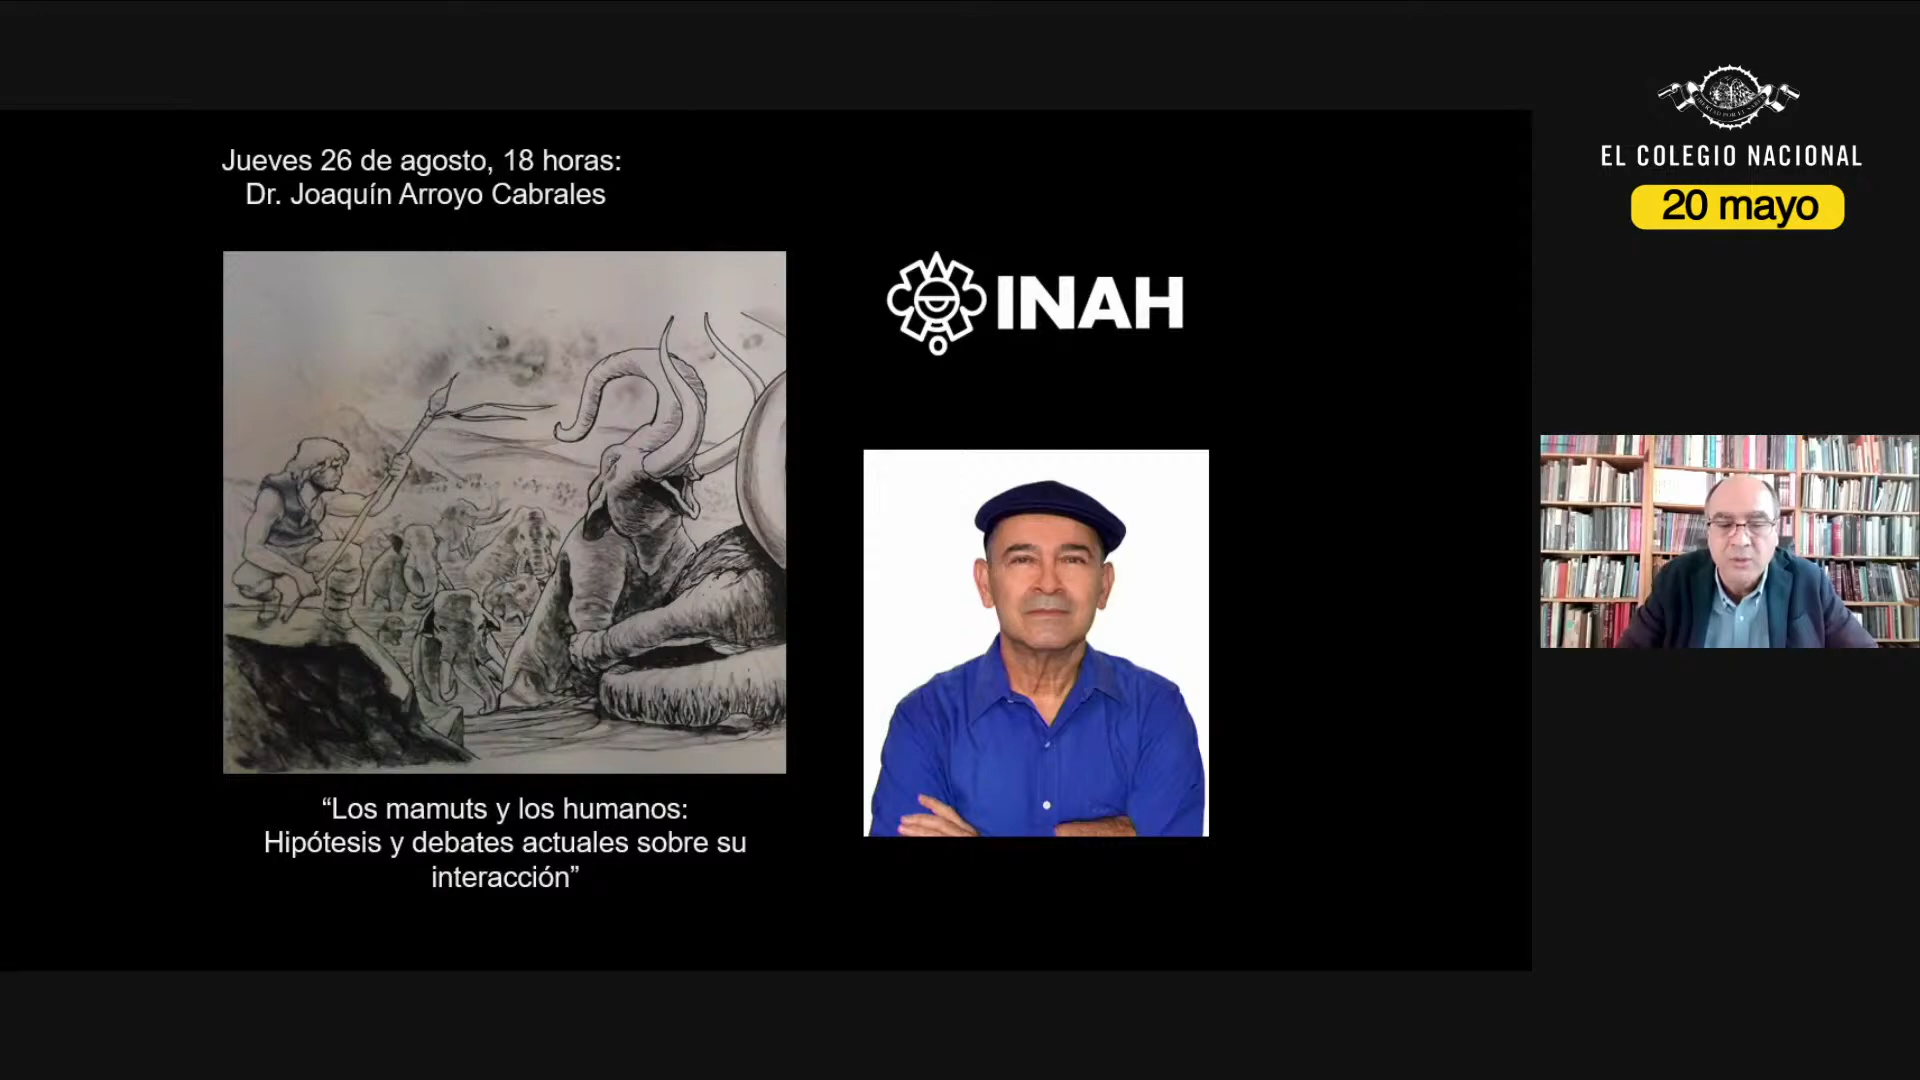 Jueves 26 de agosto, 18 horas:
Dr. Joaquín Arroyo Cabrales
INAH
“Los mamuts y los humanos:
Hipótesis y debates actuales sobre su
interacción”
EL COLEGIO NACIONAL
20 mayo